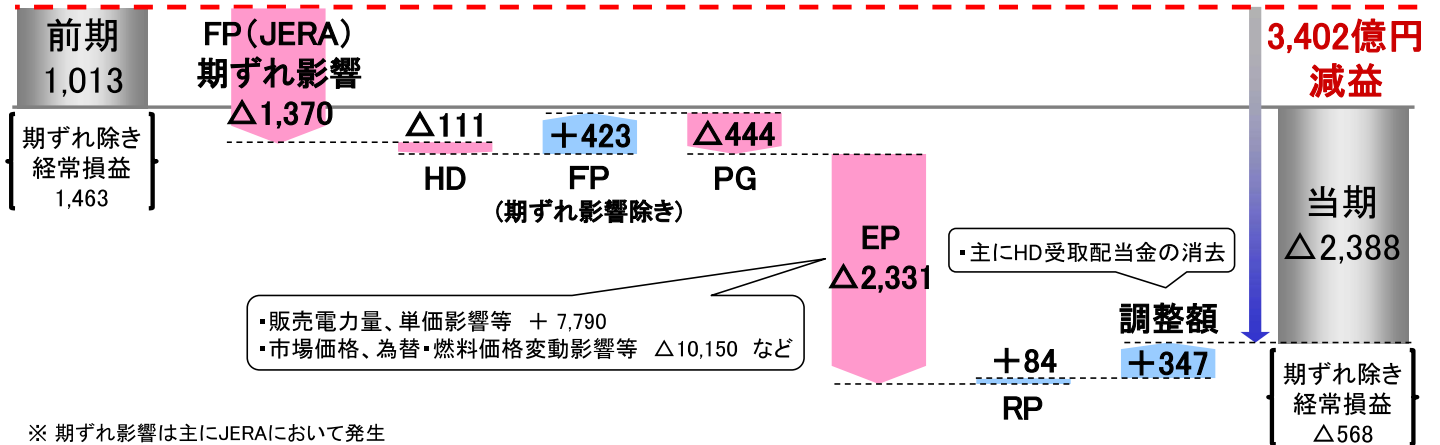 前期
1,013
期ずれ除き
経常損益
1,463
FP(JERA)
期ずれ影響
△1,370
△111
HD
+423
FP
(期ずれ影響除き)
△444
PG
EP
△2,331
・販売電力量、単価影響等 + 7,790
・市場価格、為替・燃料価格変動影響等 △10,150 など
+84
RP
・主にHD受取配当金の消去
調整額
+347
3,402億円
減益
当期
△2,388
期ずれ除き
経常損益
△568
※ 期ずれ影響は主にJERAにおいて発生